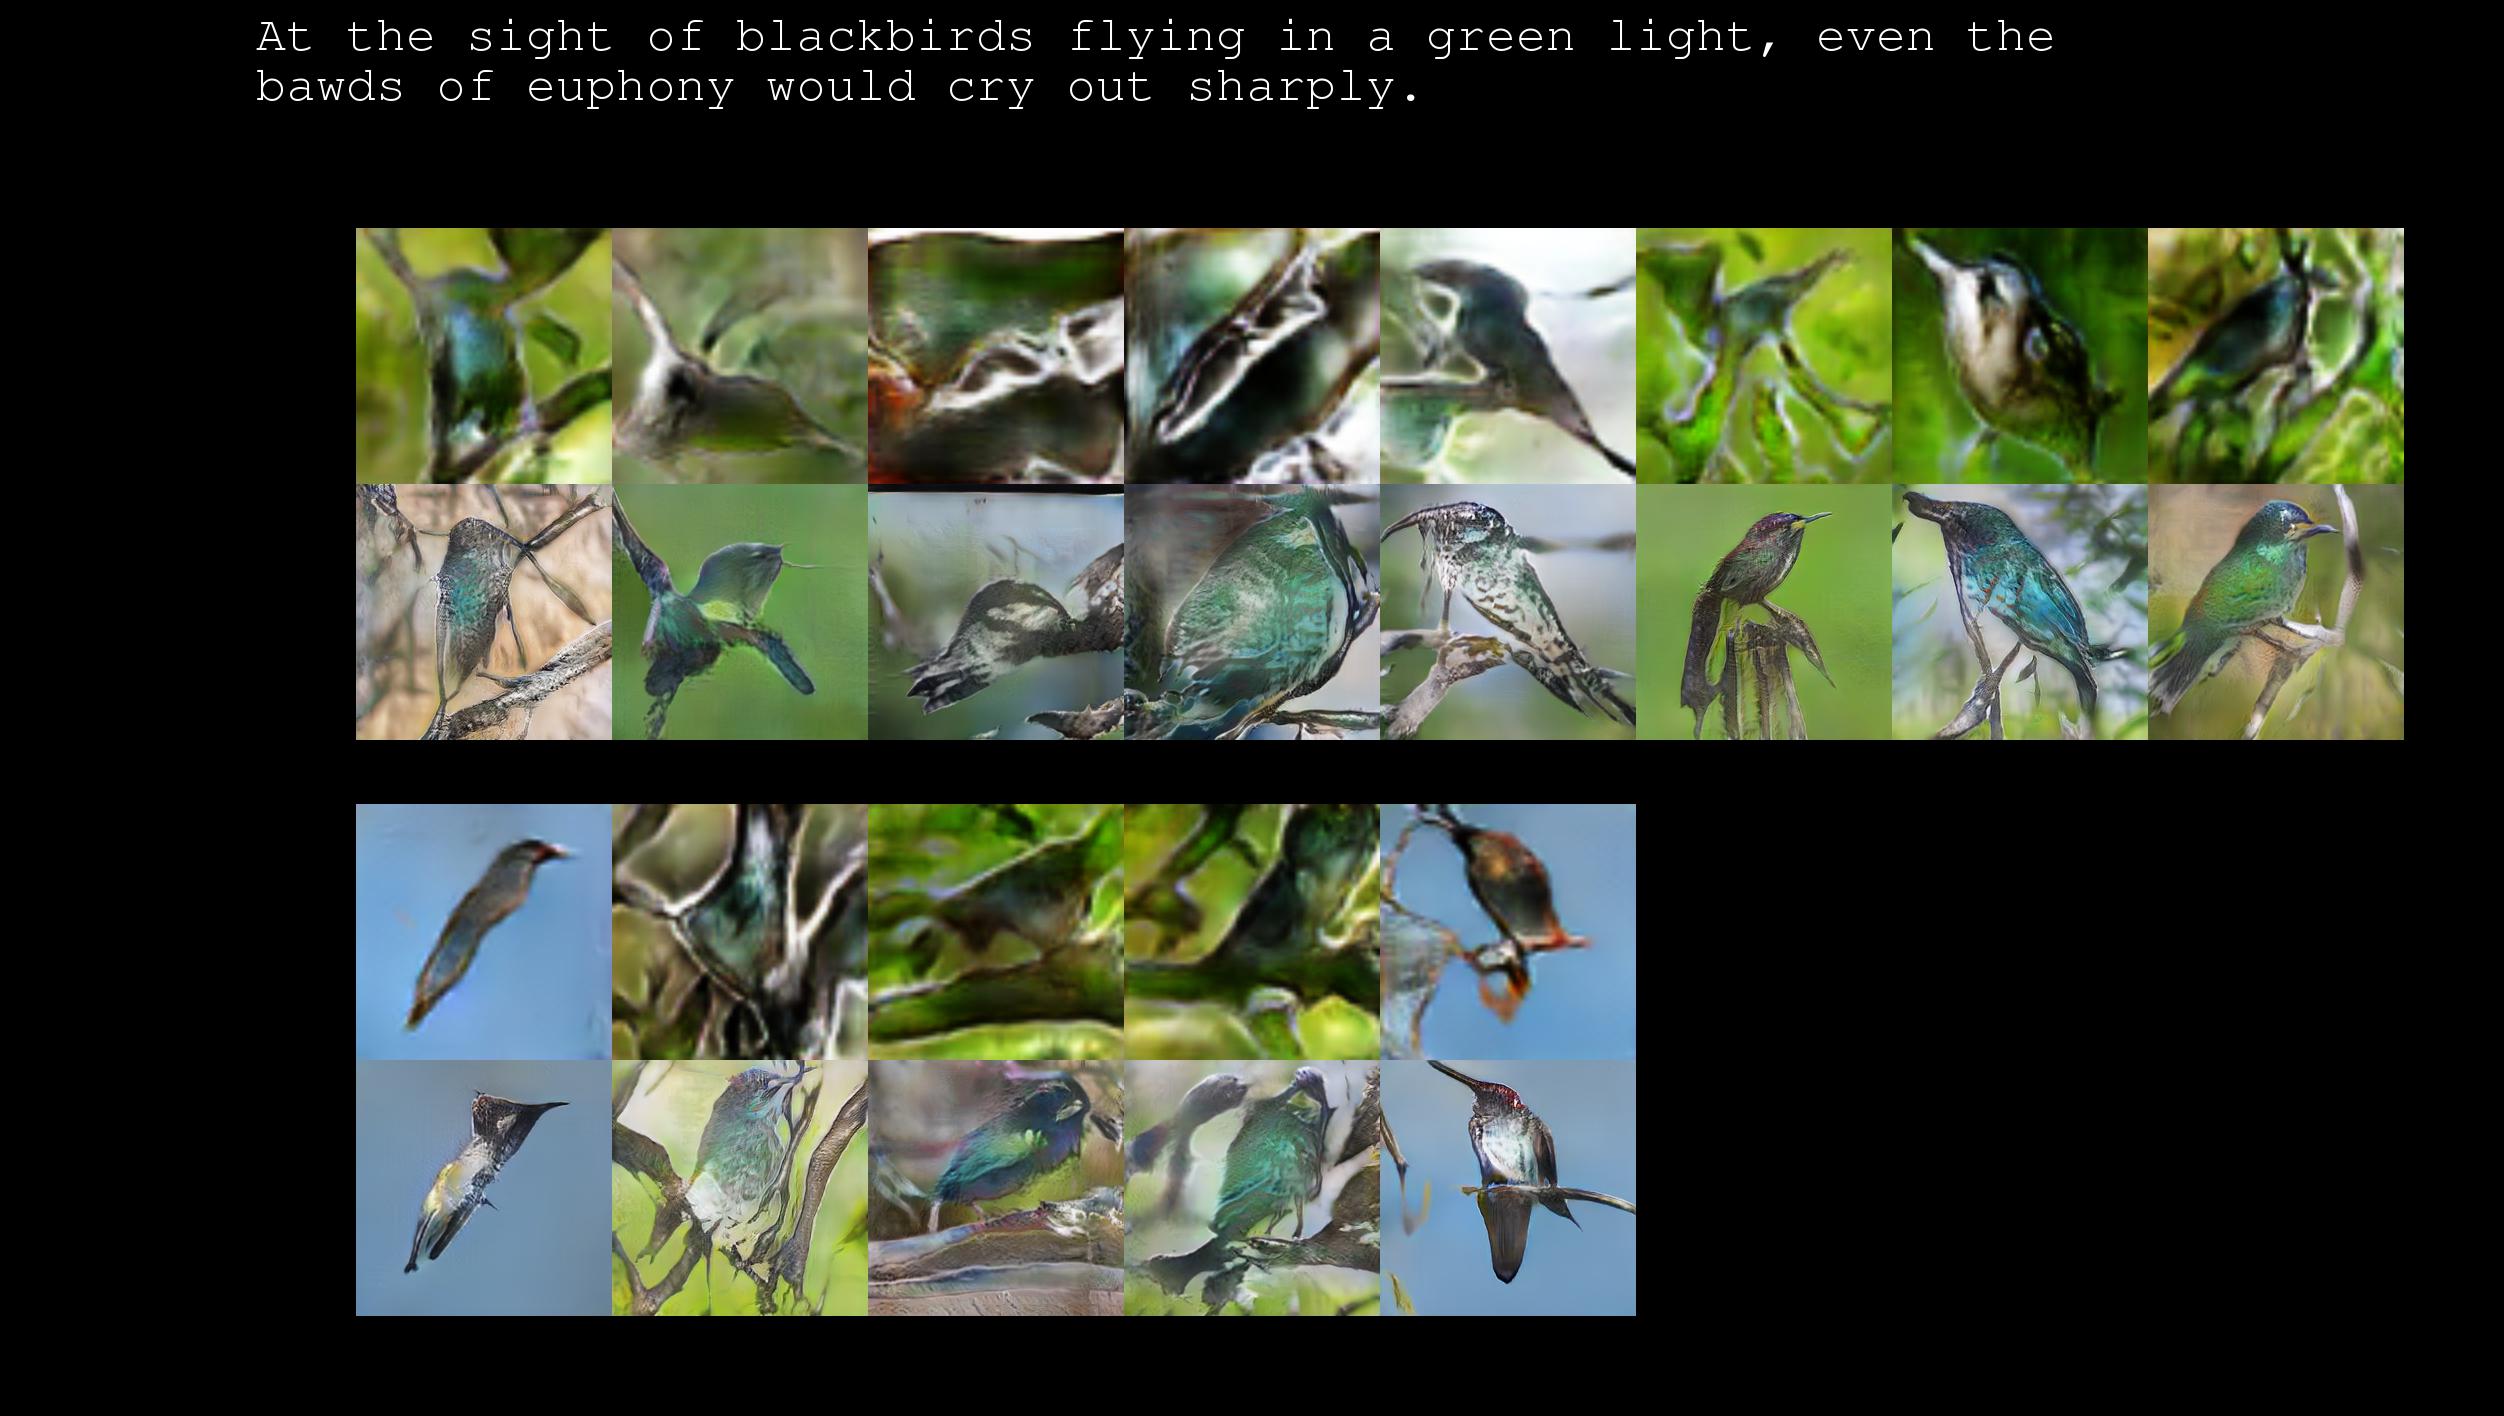 At the sight of blackbirds flying in a green light, even the
bawds of euphony would cry out sharply.